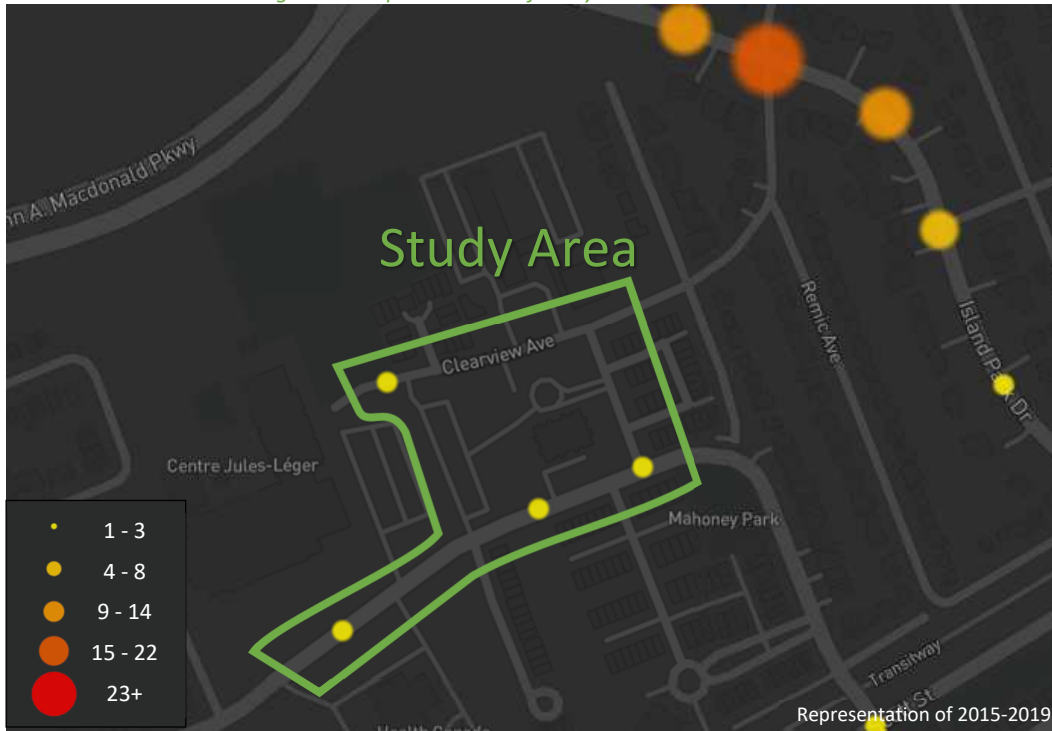 nn A. Macdonald Pkwy
Study Area
Clearview Ave
Remic Ave
Island Park Dr
Centre Jules-Léger
Mahoney Park
Transitway
1 - 3
4 - 8
9 - 14
15 - 22
23+
Representation of 2015-2019